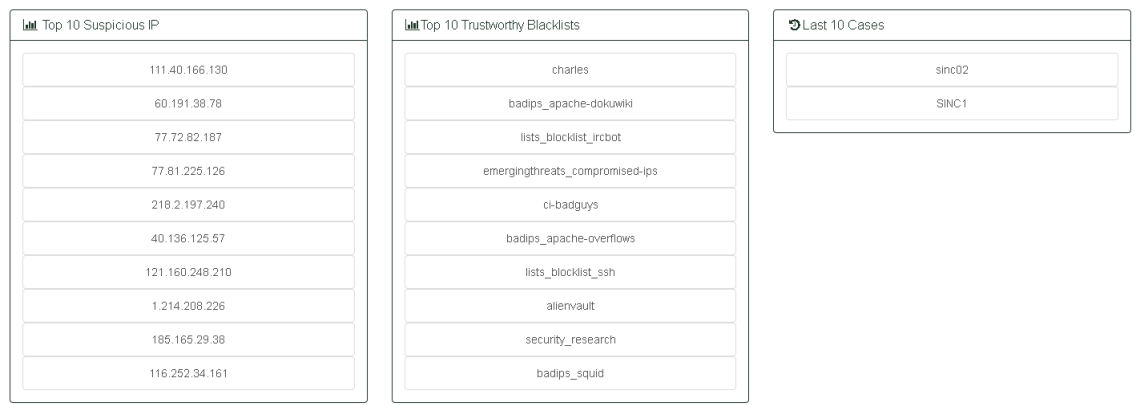 Top 10 Suspicious IP
111.40.166.130
60.191.38.78
77.72.82.187
77.81.225.126
218.2.197.240
40.136.125.57
121.160.248.210
1.214.208.226
185.165.29.38
116.252.34.161
Top 10 Trustworthy Blacklists
charles
badips_apache-dokuwiki
lists_blocklist_ircbot
emergingthreats_compromised-ips
ci-badguys
badips_apache-overflows
lists_blocklist_ssh
alienvault
security_research
badips_squid
Last 10 Cases
sinc02
SINC1